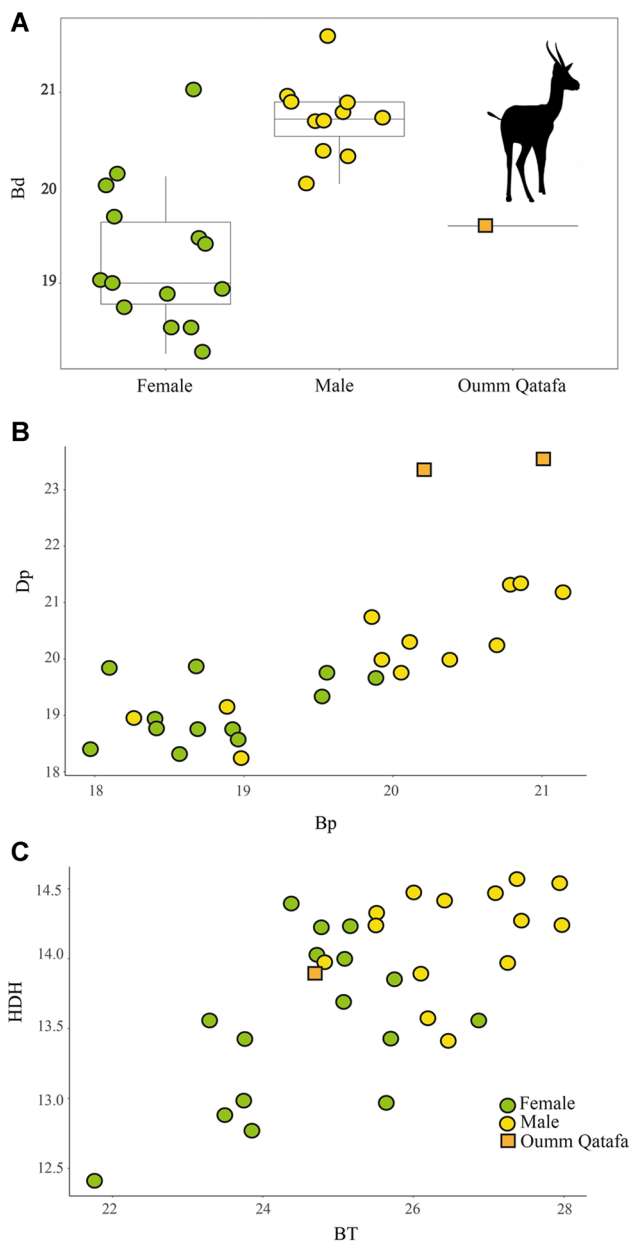 A
Bd
21
20
19
Female Male Oumm Qatafa
B
Dp
23
22
21
20
19
18
18 19 20 21
Bp
C
HDH
14.5
14.0
13.5
13.0
12.5
Female
Male
Oumm Qatafa
22 24 26 28
BT